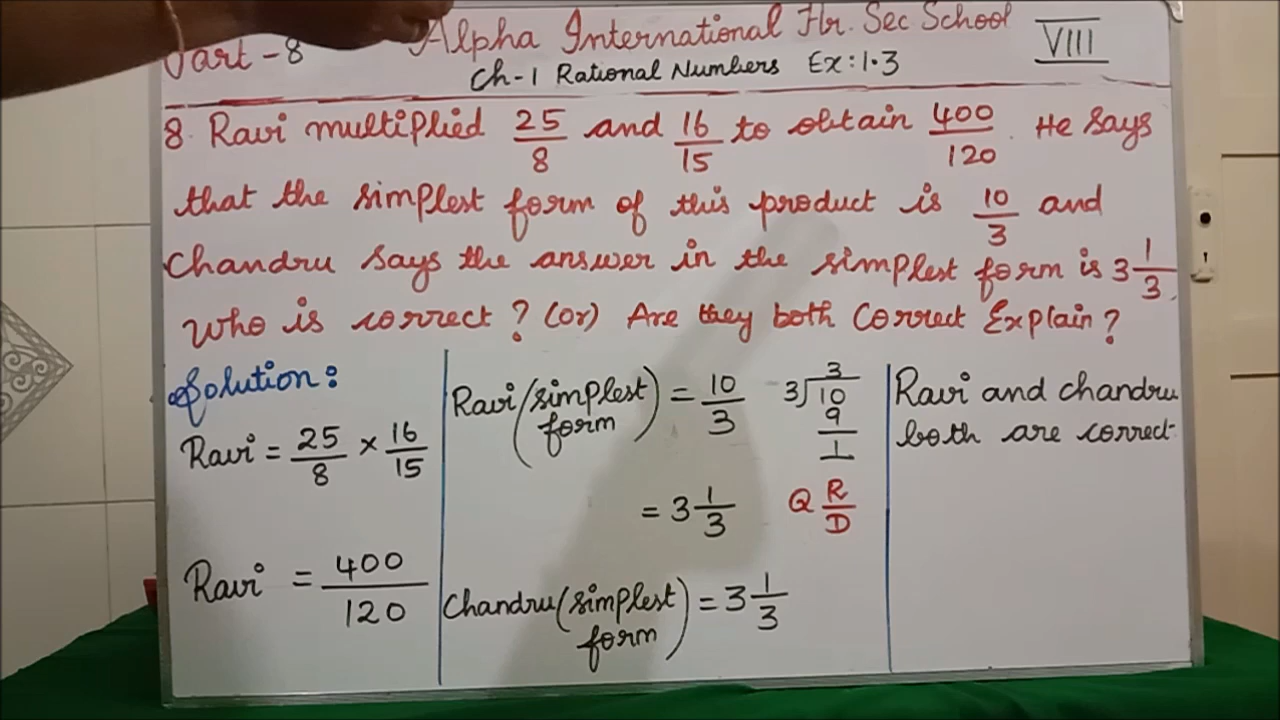 Part - 8 Alpha International Hr. Sec School VIII
Ch-1 Rational Numbers Ex: 1.3
8. Ravi multiplied 25/8 and 16/15 to obtain 400/120. He says
that the simplest form of this product is 10/3 and
Chandru says the answer in the simplest form is 3 1/3.
Who is correct? (or) Are they both Correct Explain?
Solution:
Ravi = 25/8 × 16/15
Ravi = 400/120
Ravi (simplest form) = 10/3
3)10
3
9
1
= 3 1/3
Q R/D
Chandru (simplest form) = 3 1/3
Ravi and chandru
both are correct.